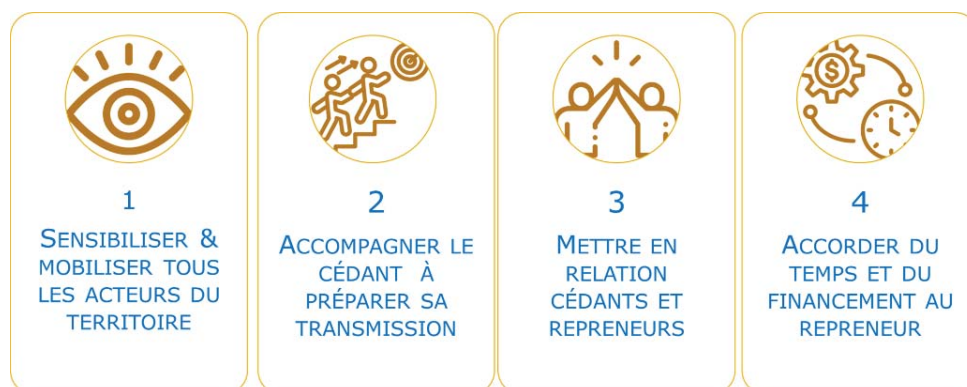 1
SENSIBILISER &
MOBILISER TOUS
LES ACTEURS DU
TERRITOIRE
2
ACCOMPAGNER LE
CÉDANT À
PRÉPARER SA
TRANSMISSION
3
METTRE EN
RELATION
CÉDANTS ET
REPRENEURS
$
4
ACCORDER DU
TEMPS ET DU
FINANCEMENT AU
REPRENEUR